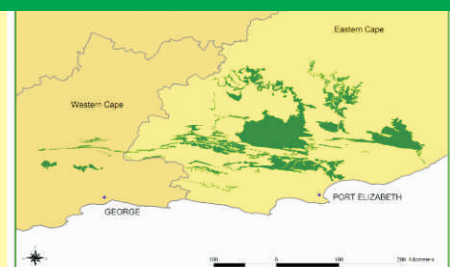 Eastern Cape
Western Cape
PORT ELIZABETH
GEORGE
100 0 100 200 Kilometers